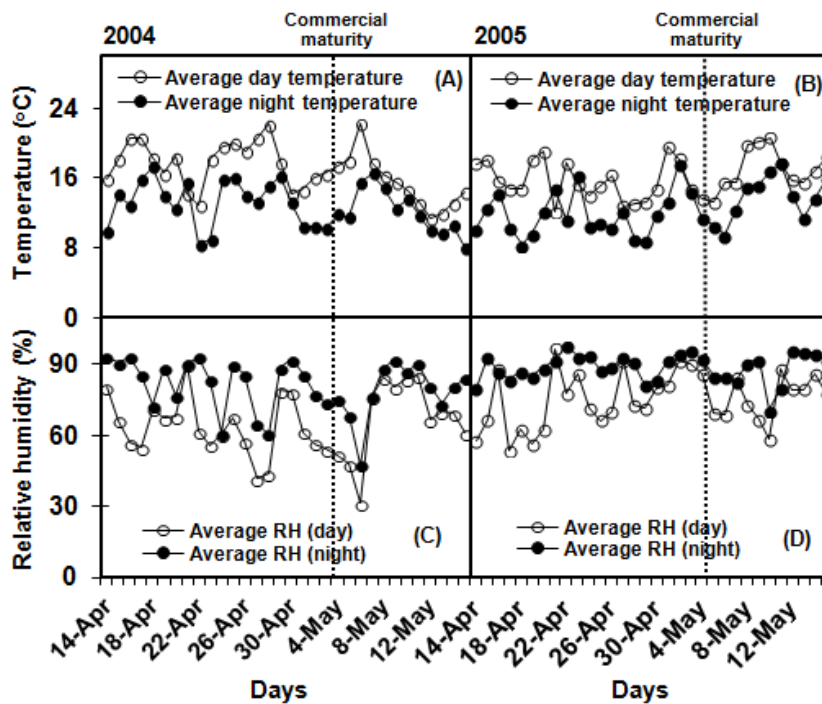 2004
Commercial
maturity
2005
Commercial
maturity
Average day temperature
(A)
Average night temperature
Average day temperature
(B)
Average night temperature
Temperature (°C)
24
16
8
0
Relative humidity (%)
90
60
30
0
Average RH (day)
(C)
Average RH (night)
Average RH (day)
(D)
Average RH (night)
14-Apr
18-Apr
22-Apr
26-Apr
30-Apr
4-May
8-May
12-May
14-Apr
18-Apr
22-Apr
26-Apr
30-Apr
4-May
8-May
12-May
Days
Days